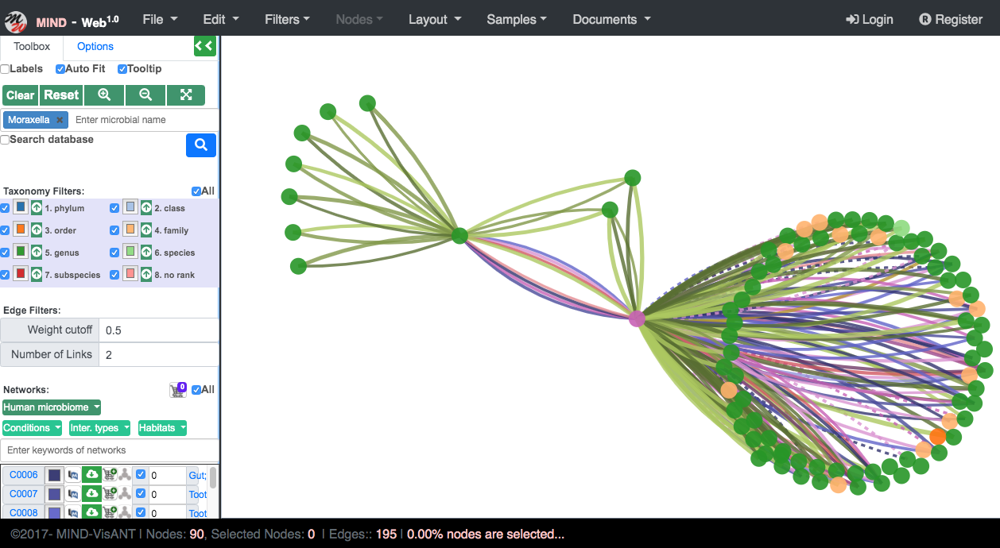 MIND - Web1.0 File Edit Filters Nodes Layout Samples Documents Login Register
Toolbox Options
Labels Auto Fit Tooltip
Clear Reset
Moraxella × Enter microbial name
Search database
Taxonomy Filters: All
1. phylum 2. class
3. order 4. family
5. genus 6. species
7. subspecies 8. no rank
Edge Filters:
Weight cutoff 0.5
Number of Links 2
Networks: 0 All
Human microbiome
Conditions Inter. types Habitats
Enter keywords of networks
C0006 0 Gut;
C0007 0 Toot
C0008 0 Toot
©2017- MIND-VisANT | Nodes: 90, Selected Nodes: 0 | Edges:: 195 | 0.00% nodes are selected...